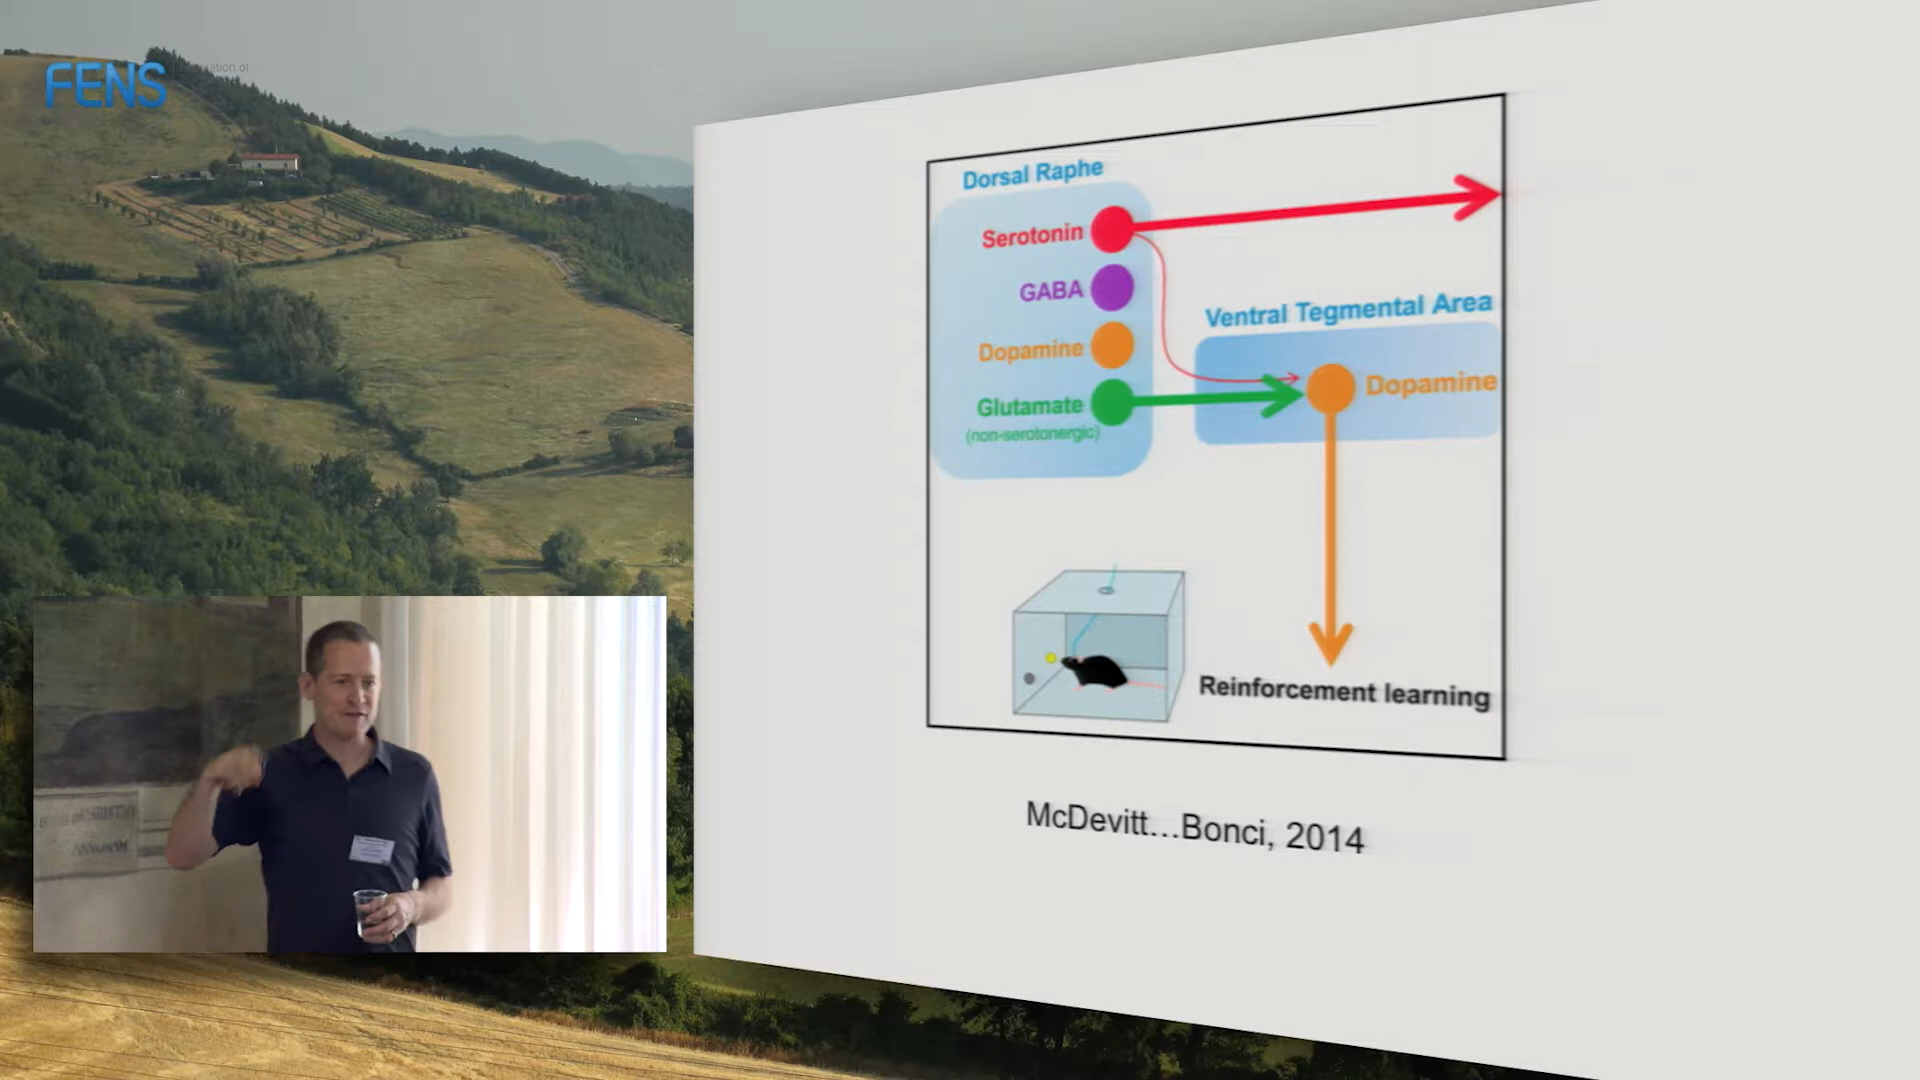 FENS
Dorsal Raphe
Serotonin
GABA
Dopamine
Glutamate
(non-serotonergic)
Ventral Tegmental Area
Dopamine
Reinforcement learning
McDevitt...Bonci, 2014